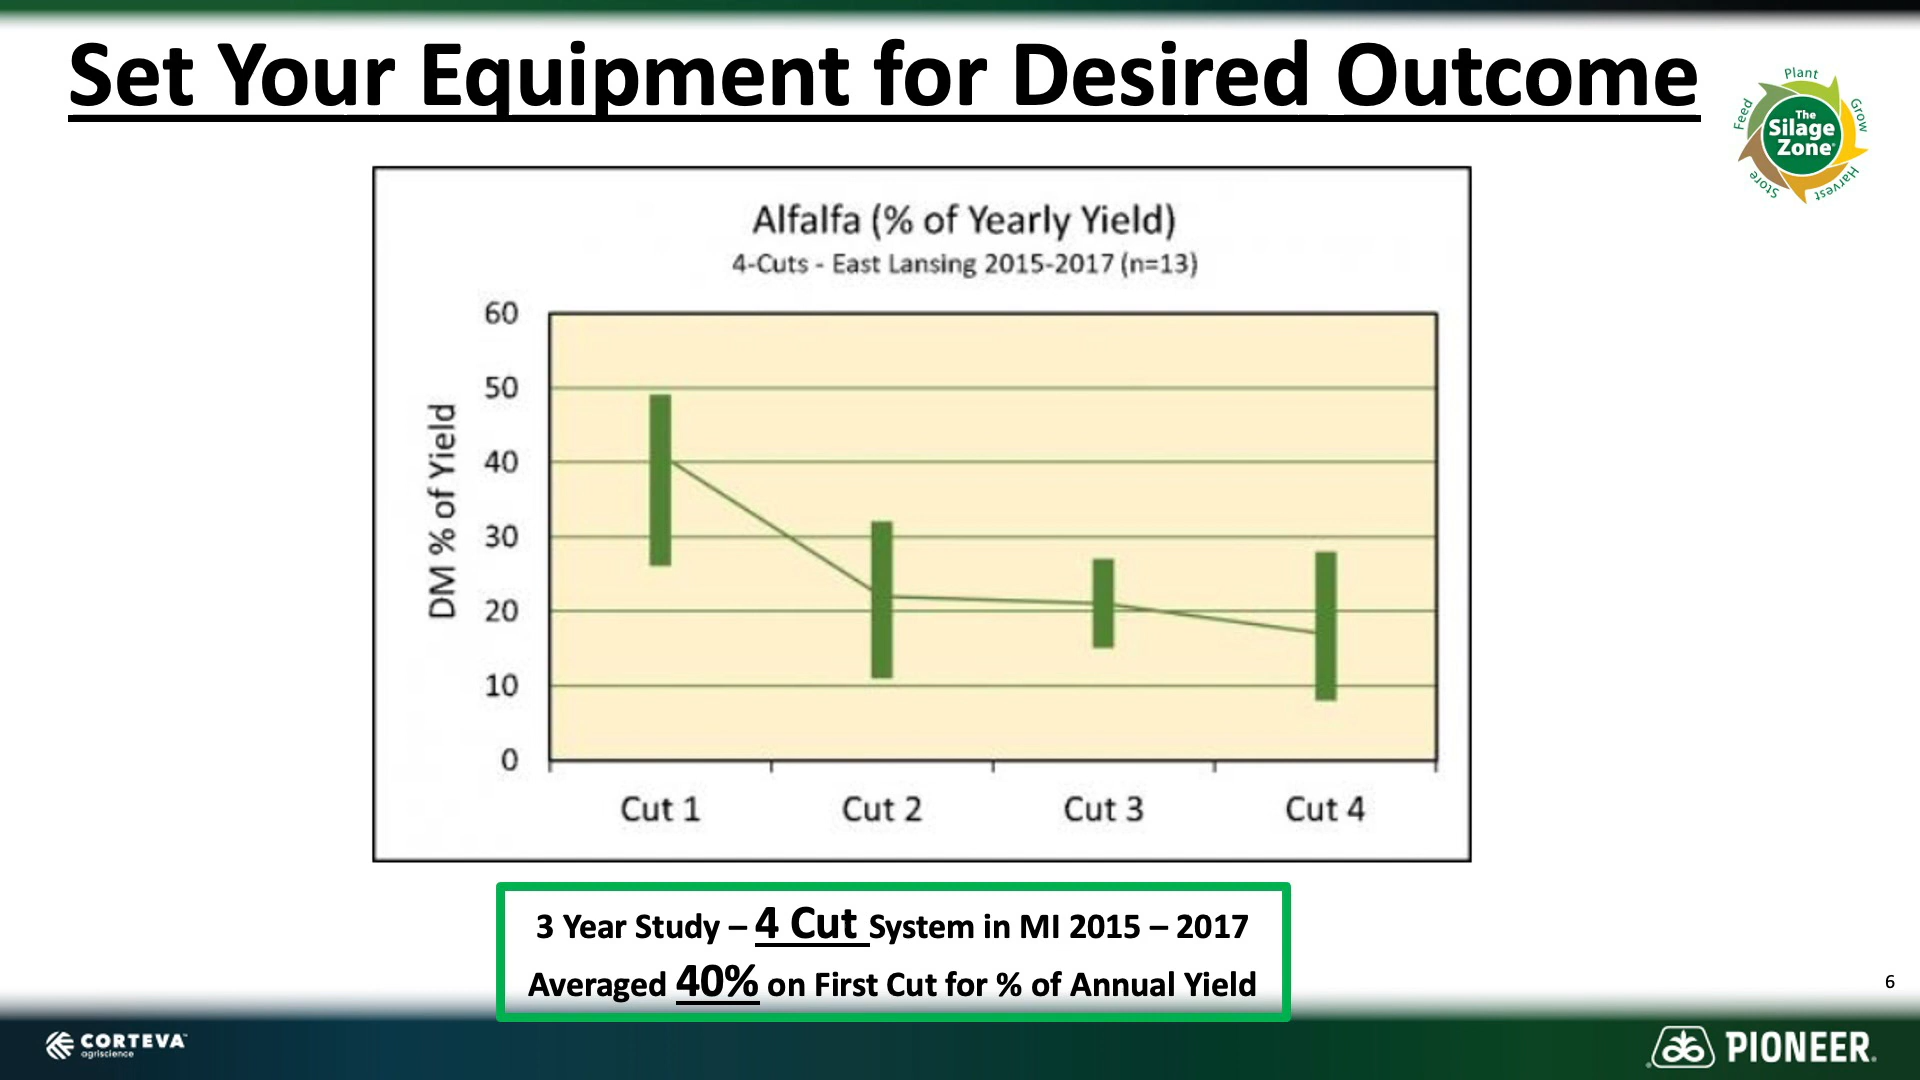 Set Your Equipment for Desired Outcome
Plant
Grow
Harvest
Store
Feed
The
Silage
Zone
Alfalfa (% of Yearly Yield)
4-Cuts - East Lansing 2015-2017 (n=13)
DM % of Yield
60
50
40
30
20
10
0
Cut 1 Cut 2 Cut 3 Cut 4
3 Year Study – 4 Cut System in MI 2015 – 2017
Averaged 40% on First Cut for % of Annual Yield
6
CORTEVA™
agriscience
PIONEER®